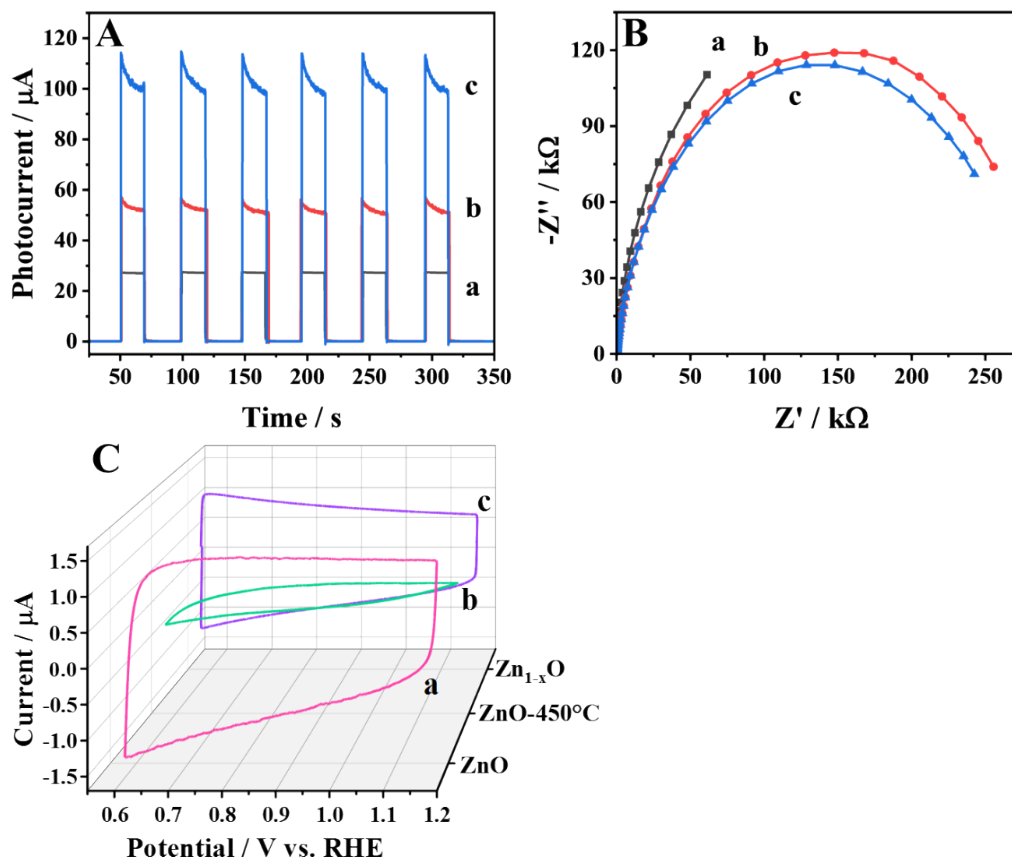 A
Photocurrent / μA
120
100
80
60
40
20
0
c
b
a
50 100 150 200 250 300 350
Time / s
B
-Z'' / kΩ
120
90
60
30
0
a
b
c
0 50 100 150 200 250
Z' / kΩ
C
Current / μA
1.5
1.0
0.5
0.0
-0.5
-1.0
-1.5
c
b
a
Zn₁₋ₓO
ZnO-450°C
ZnO
0.6 0.7 0.8 0.9 1.0 1.1 1.2
Potential / V vs. RHE